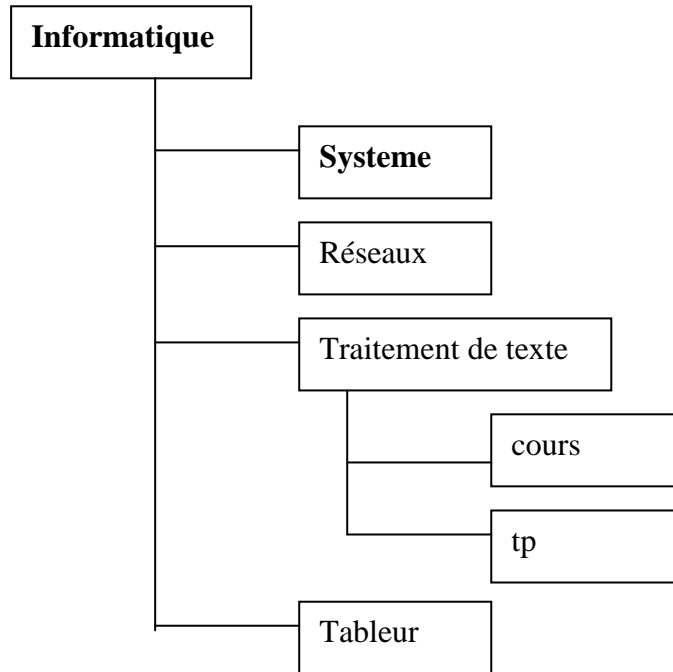 Informatique
Systeme
Réseaux
Traitement de texte
cours
tp
Tableur